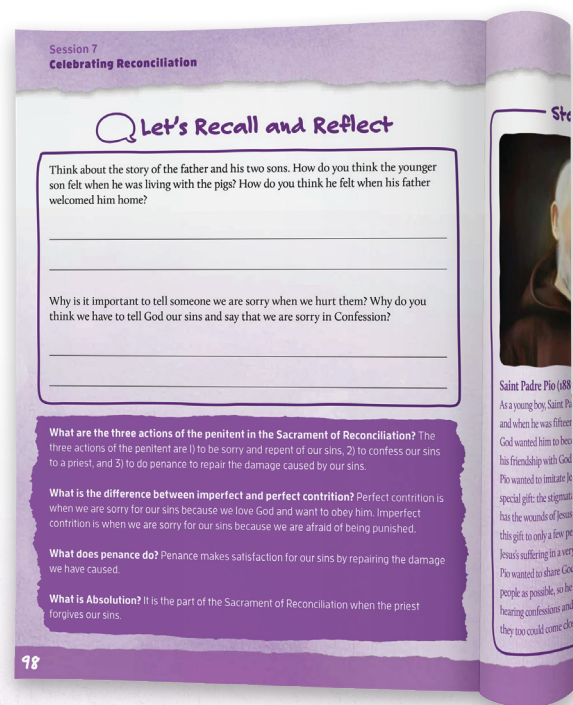 Session 7
Celebrating Reconciliation
Let's Recall and Reflect
Think about the story of the father and his two sons. How do you think the younger
son felt when he was living with the pigs? How do you think he felt when his father
welcomed him home?
Why is it important to tell someone we are sorry when we hurt them? Why do you
think we have to tell God our sins and say that we are sorry in Confession?
What are the three actions of the penitent in the Sacrament of Reconciliation? The
three actions of the penitent are 1) to be sorry and repent of our sins, 2) to confess our sins
to a priest, and 3) to do penance to repair the damage caused by our sins.
What is the difference between imperfect and perfect contrition? Perfect contrition is
when we are sorry for our sins because we love God and want to obey him. Imperfect
contrition is when we are sorry for our sins because we are afraid of being punished.
What does penance do? Penance makes satisfaction for our sins by repairing the damage
we have caused.
What is Absolution? It is the part of the Sacrament of Reconciliation when the priest
forgives our sins.
98
Saint Padre Pio (188
As a young boy, Saint
and when he was fifteen
God wanted him to
his friendship with God
Pio wanted to imitate
special gift: the
has the wounds of Jesus
this gift to only a few
Jesus's suffering in a very
Pio wanted to share
people as possible, so he
hearing confessions and
they too could come